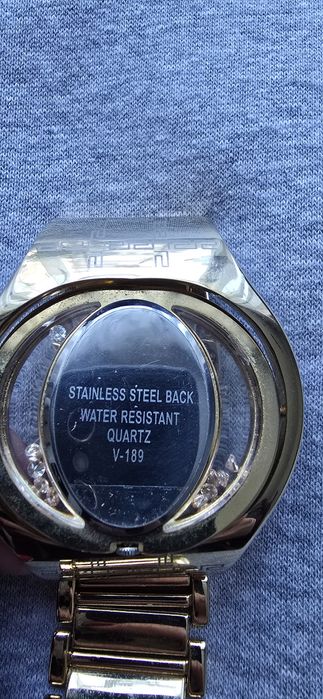 STAINLESS STEEL BACK
WATER RESISTANT
QUARTZ
V-189